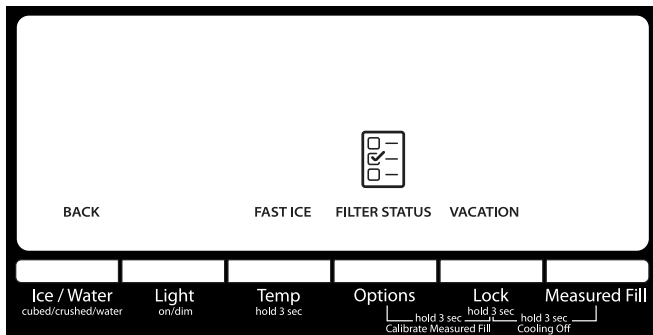 BACK FAST ICE FILTER STATUS VACATION
Ice / Water Light Temp Options Lock Measured Fill
cubed/crushed/water on/dim hold 3 sec hold 3 sec
hold 3 sec hold 3 sec
Calibrate Measured Fill Cooling Off